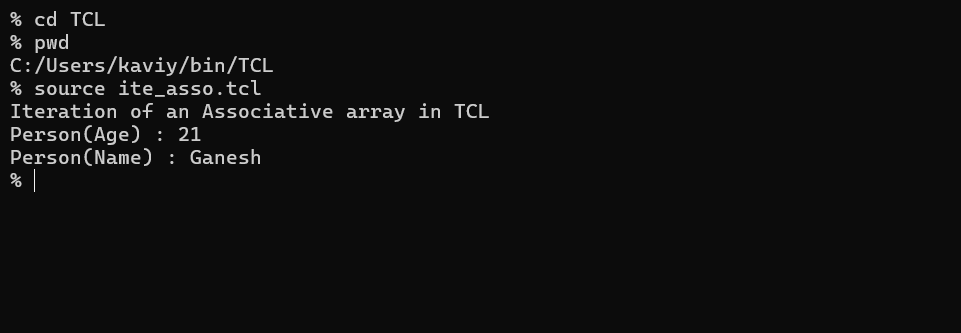 % cd TCL
% pwd
C:/Users/kaviy/bin/TCL
% source ite_asso.tcl
Iteration of an Associative array in TCL
Person(Age) : 21
Person(Name) : Ganesh
%